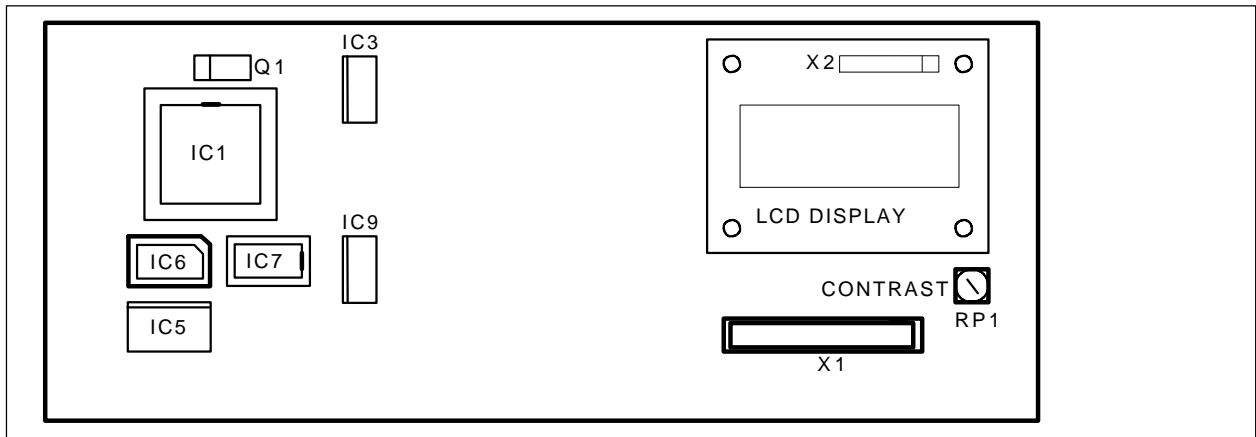 IC3
Q1
X2
IC1
LCD DISPLAY
IC9
IC6
IC7
CONTRAST
RP1
IC5
X1